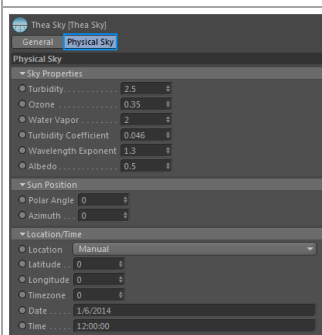 Thea Sky [Thea Sky]
General Physical Sky
Physical Sky
Sky Properties
Turbidity............ 2.5
Ozone ............ 0.35
Water Vapor ........ 2
Turbidity Coefficient 0.046
Wavelength Exponent 1.3
Albedo............ 0.5
Sun Position
Polar Angle 0
Azimuth ... 0
Location/Time
Location Manual
Latitude .. 0
Longitude 0
Timezone 0
Date ..... 1/6/2014
Time ..... 12:00:00